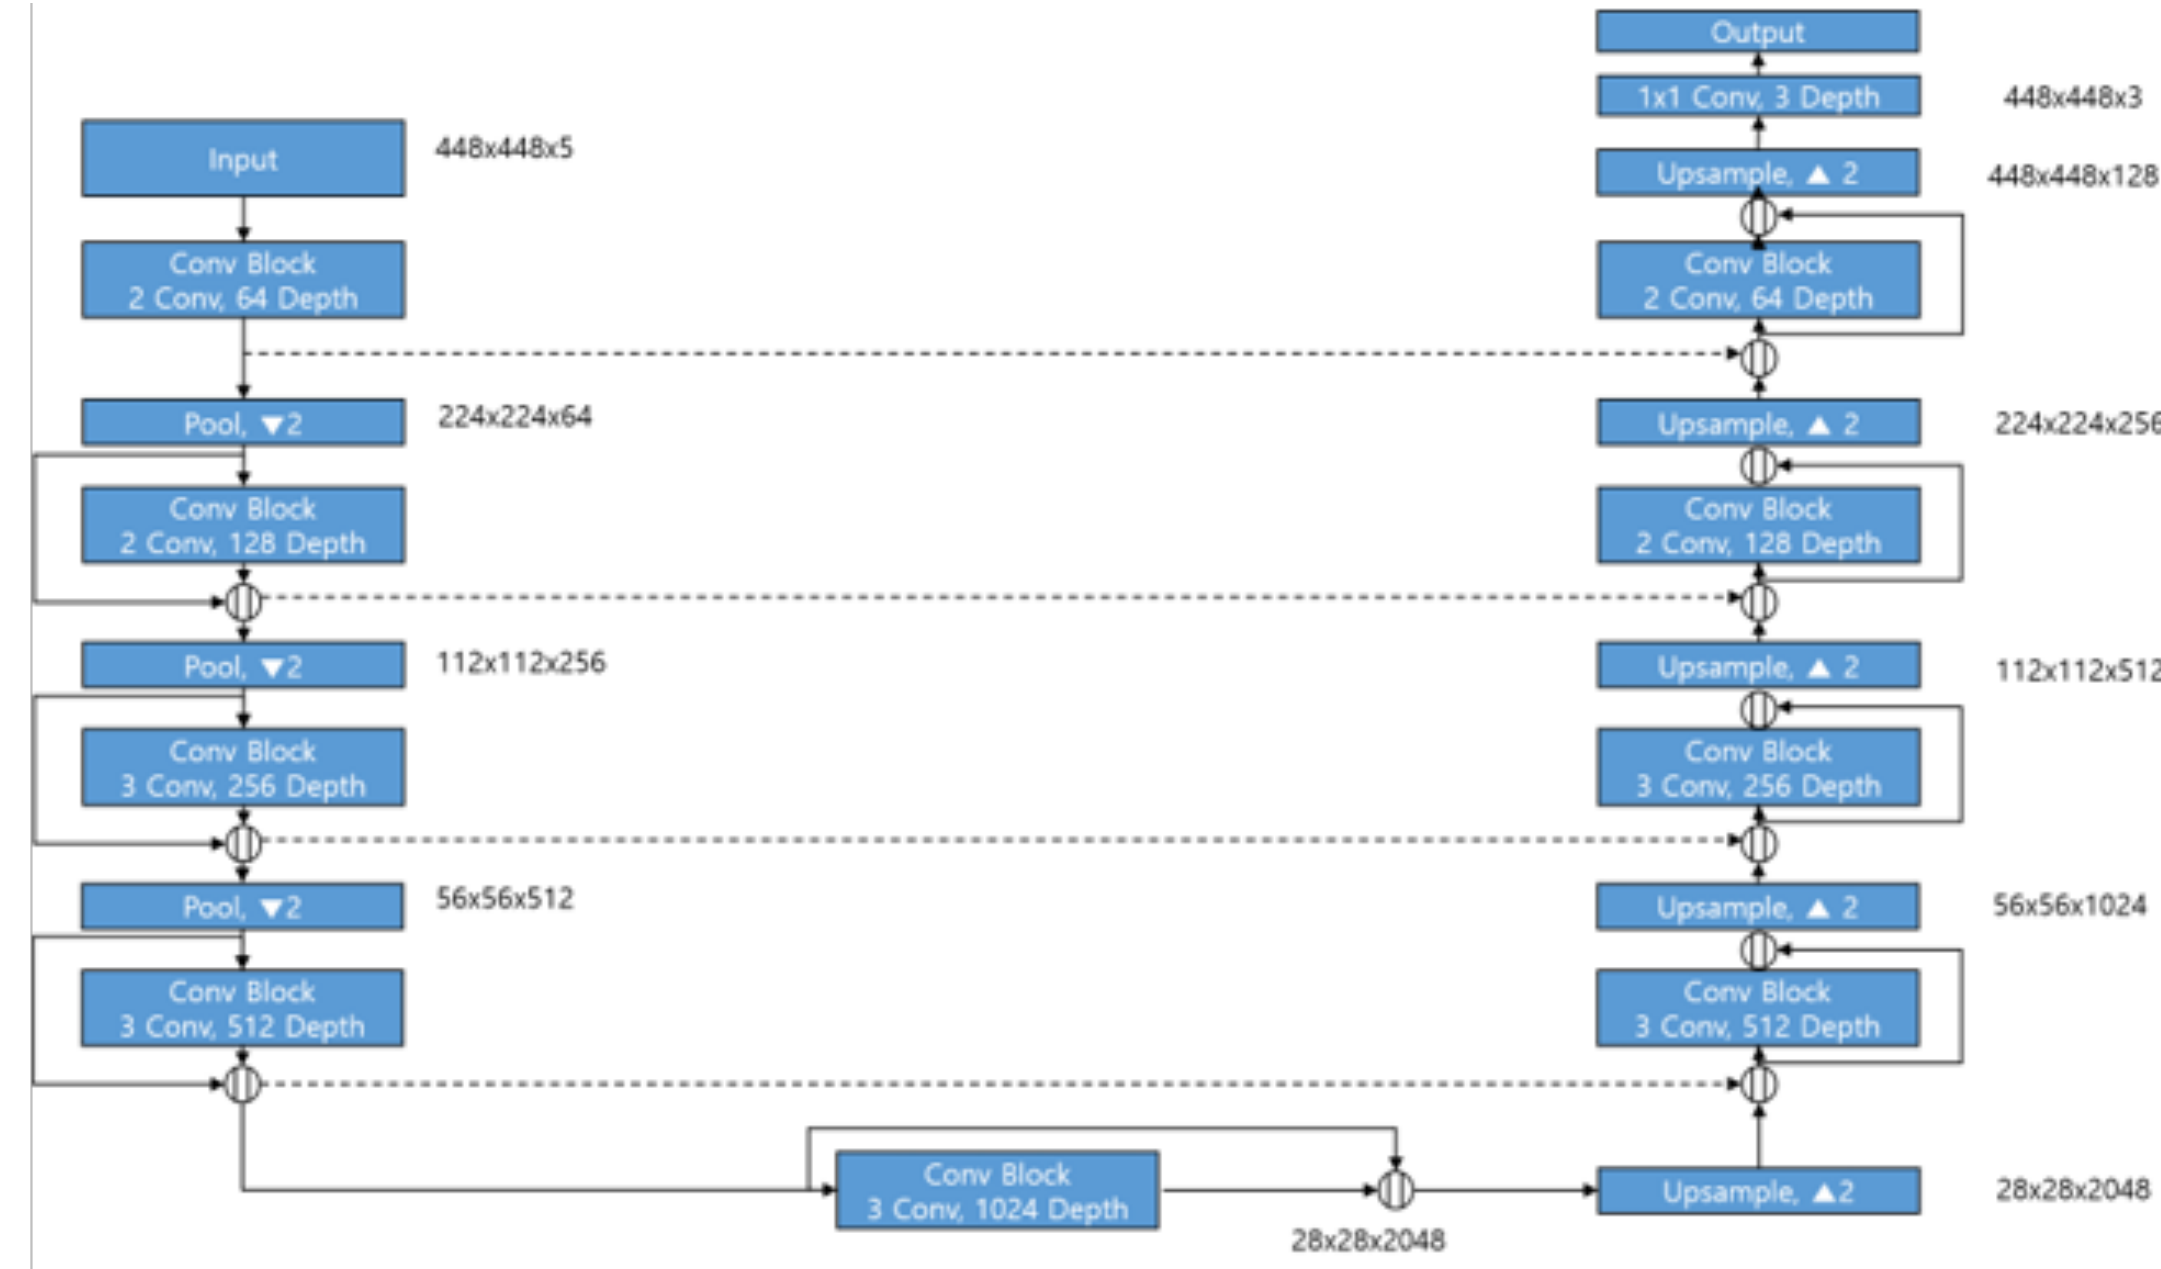 Input
448x448x5
Conv Block
2 Conv, 64 Depth
Pool, ▼2
224x224x64
Conv Block
2 Conv, 128 Depth
Pool, ▼2
112x112x256
Conv Block
3 Conv, 256 Depth
Pool, ▼2
56x56x512
Conv Block
3 Conv, 512 Depth
Conv Block
3 Conv, 1024 Depth
28x28x2048
Output
1x1 Conv, 3 Depth
448x448x3
Upsample, ▲ 2
448x448x128
Conv Block
2 Conv, 64 Depth
Upsample, ▲ 2
224x224x256
Conv Block
2 Conv, 128 Depth
Upsample, ▲ 2
112x112x512
Conv Block
3 Conv, 256 Depth
Upsample, ▲ 2
56x56x1024
Conv Block
3 Conv, 512 Depth
Upsample, ▲2
28x28x2048